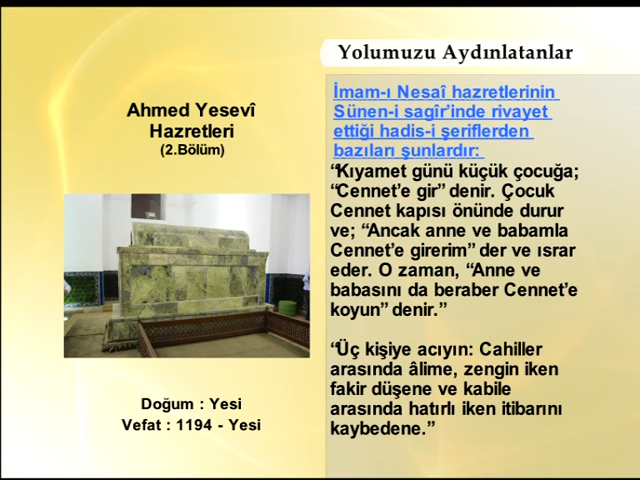 Yolumuzu Aydınlatanlar
Ahmed Yesevî
Hazretleri
(2.Bölüm)
Doğum : Yesi
Vefat : 1194 - Yesi
İmam-ı Nesaî hazretlerinin
Sünen-i sagîr’inde rivayet
ettiği hadis-i şeriflerden
bazıları şunlardır:
“Kıyamet günü küçük çocuğa;
“Cennet’e gir” denir. Çocuk
Cennet kapısı önünde durur
ve; “Ancak anne ve babamla
Cennet’e girerim” der ve ısrar
eder. O zaman, “Anne ve
babasını da beraber Cennet’e
koyun” denir.”
“Üç kişiye acıyın: Cahiller
arasında âlime, zengin iken
fakir düşene ve kabile
arasında hatırlı iken itibarını
kaybedene.”